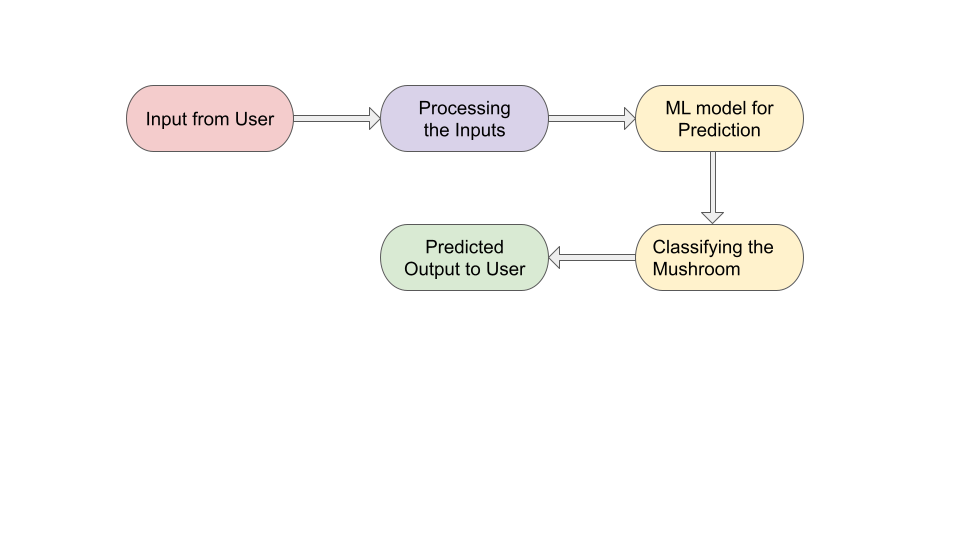 Input from User
Processing
the Inputs
ML model for
Prediction
Classifying the
Mushroom
Predicted
Output to User